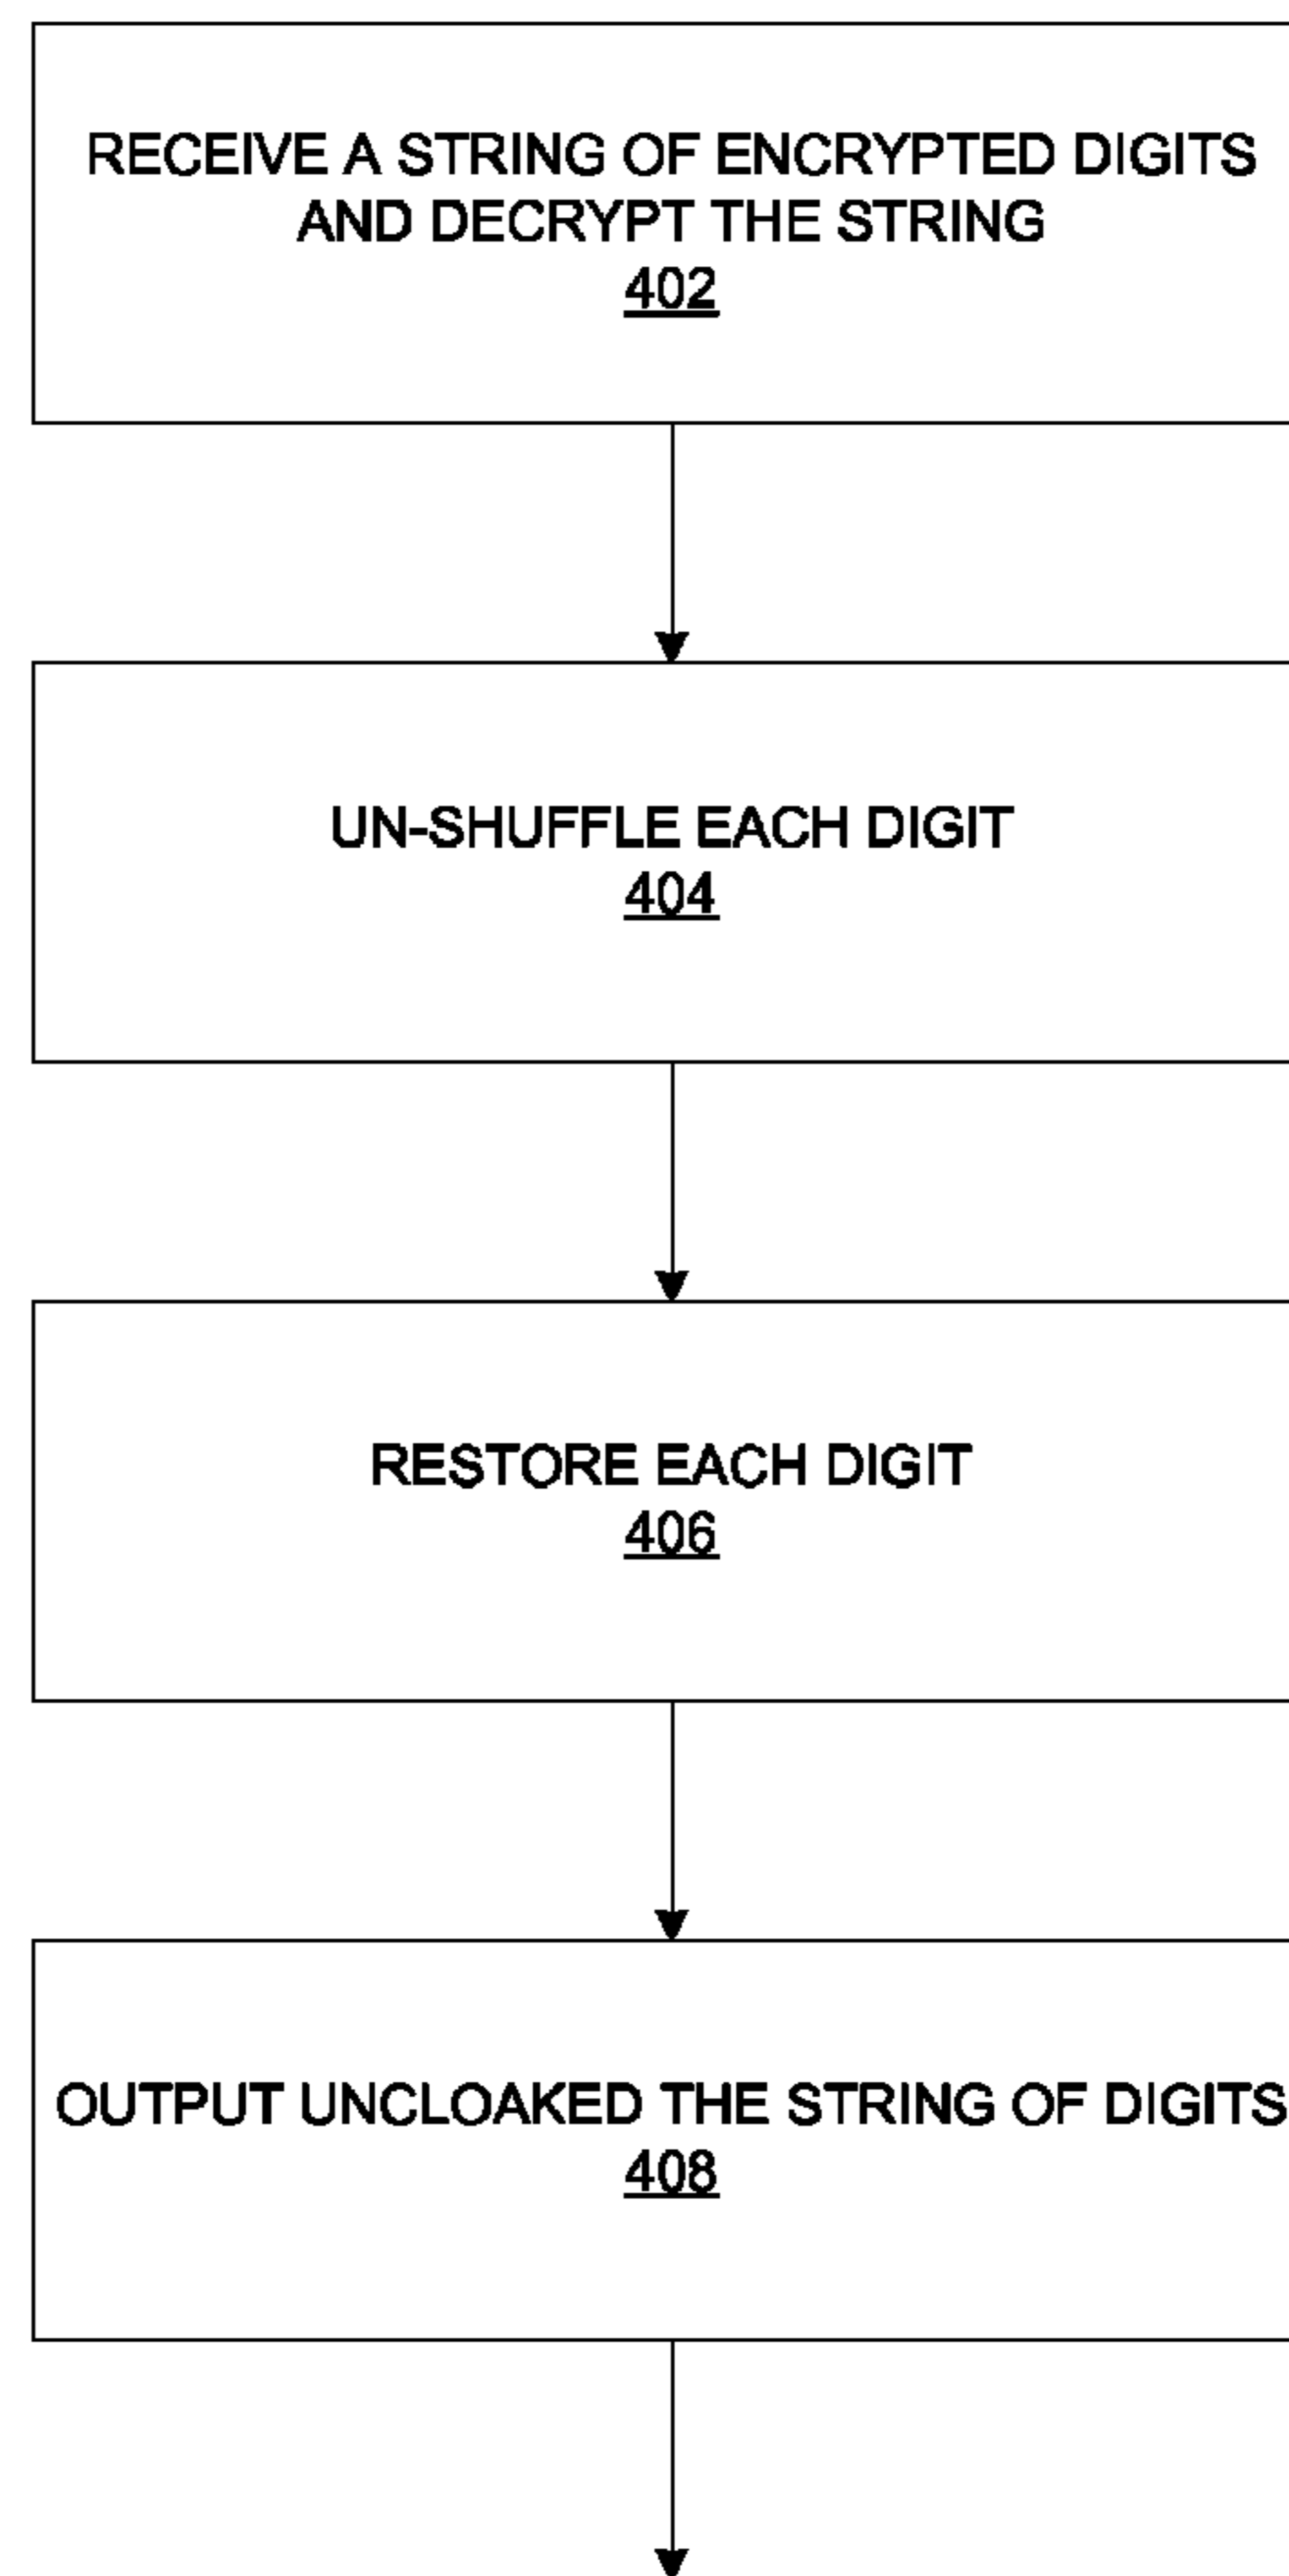 RECEIVE A STRING OF ENCRYPTED DIGITS
AND DECRYPT THE STRING
402
UN-SHUFFLE EACH DIGIT
404
RESTORE EACH DIGIT
406
OUTPUT UNCLOAKED THE STRING OF DIGITS
408